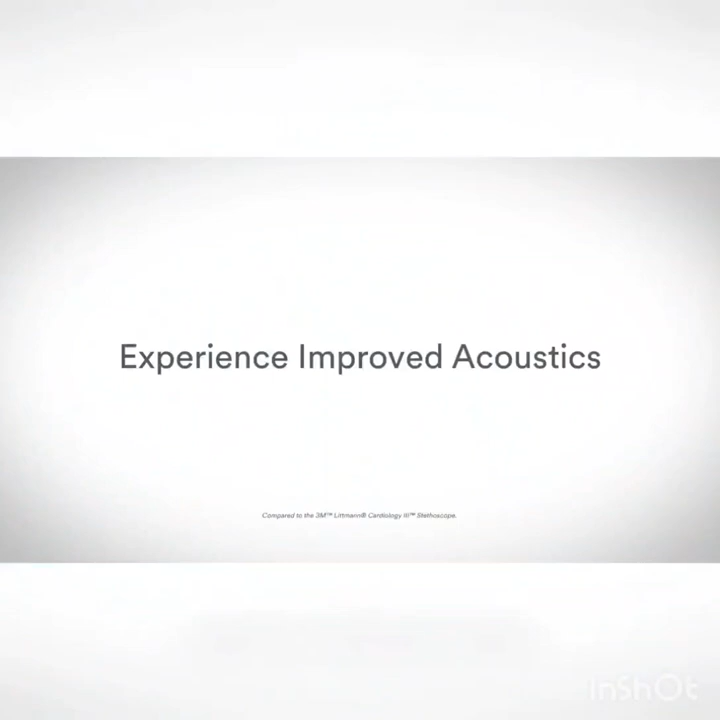 Experience Improved Acoustics
Compared to the 3M™ Littmann® Cardiology III™ Stethoscope.
InShOt